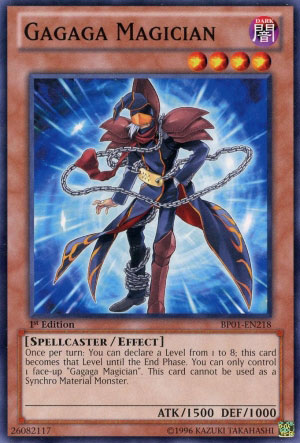 GAGAGA MAGICIAN
DARK
闇
1st Edition
BP01-EN218
[SPELLCASTER / EFFECT]
Once per turn: You can declare a Level from 1 to 8; this card
becomes that Level until the End Phase. You can only control
1 face-up "Gagaga Magician". This card cannot be used as a
Synchro Material Monster.
ATK/1500 DEF/1000
26082117
©1996 KAZUKI TAKAHASHI